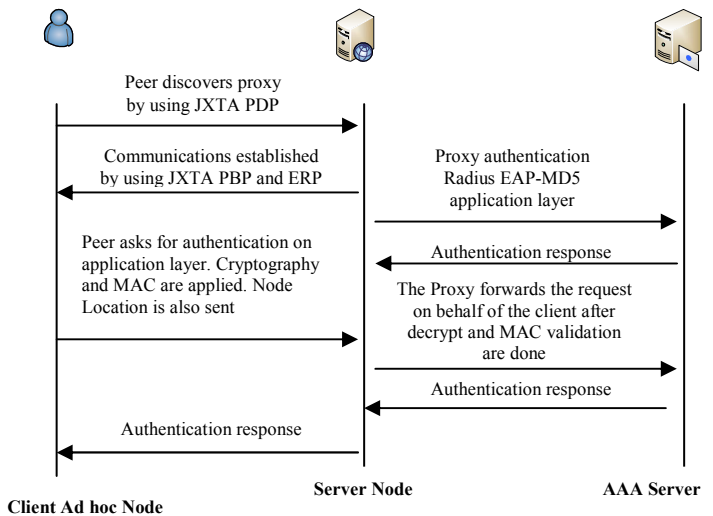 Peer discovers proxy
by using JXTA PDP
Communications established
by using JXTA PBP and ERP
Proxy authentication
Radius EAP-MD5
application layer
Authentication response
Peer asks for authentication on
application layer. Cryptography
and MAC are applied. Node
Location is also sent
The Proxy forwards the request
on behalf of the client after
decrypt and MAC validation
are done
Authentication response
Authentication response
Server Node
AAA Server
Client Ad hoc Node